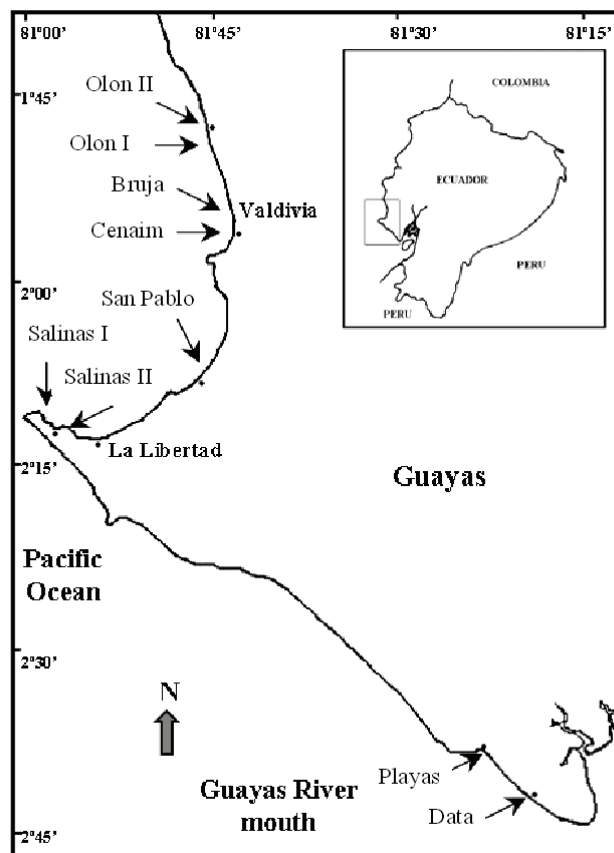 81°00'
81°45'
81°30'
81°15'
1°45'
2°00'
2°15'
2°30'
2°45'
Olon II
Olon I
Bruja
Valdivia
Cenaim
San Pablo
Salinas I
Salinas II
La Libertad
Guayas
Pacific
Ocean
N
Playas
Guayas River
mouth
Data
COLOMBIA
ECUADOR
PERU
PERU